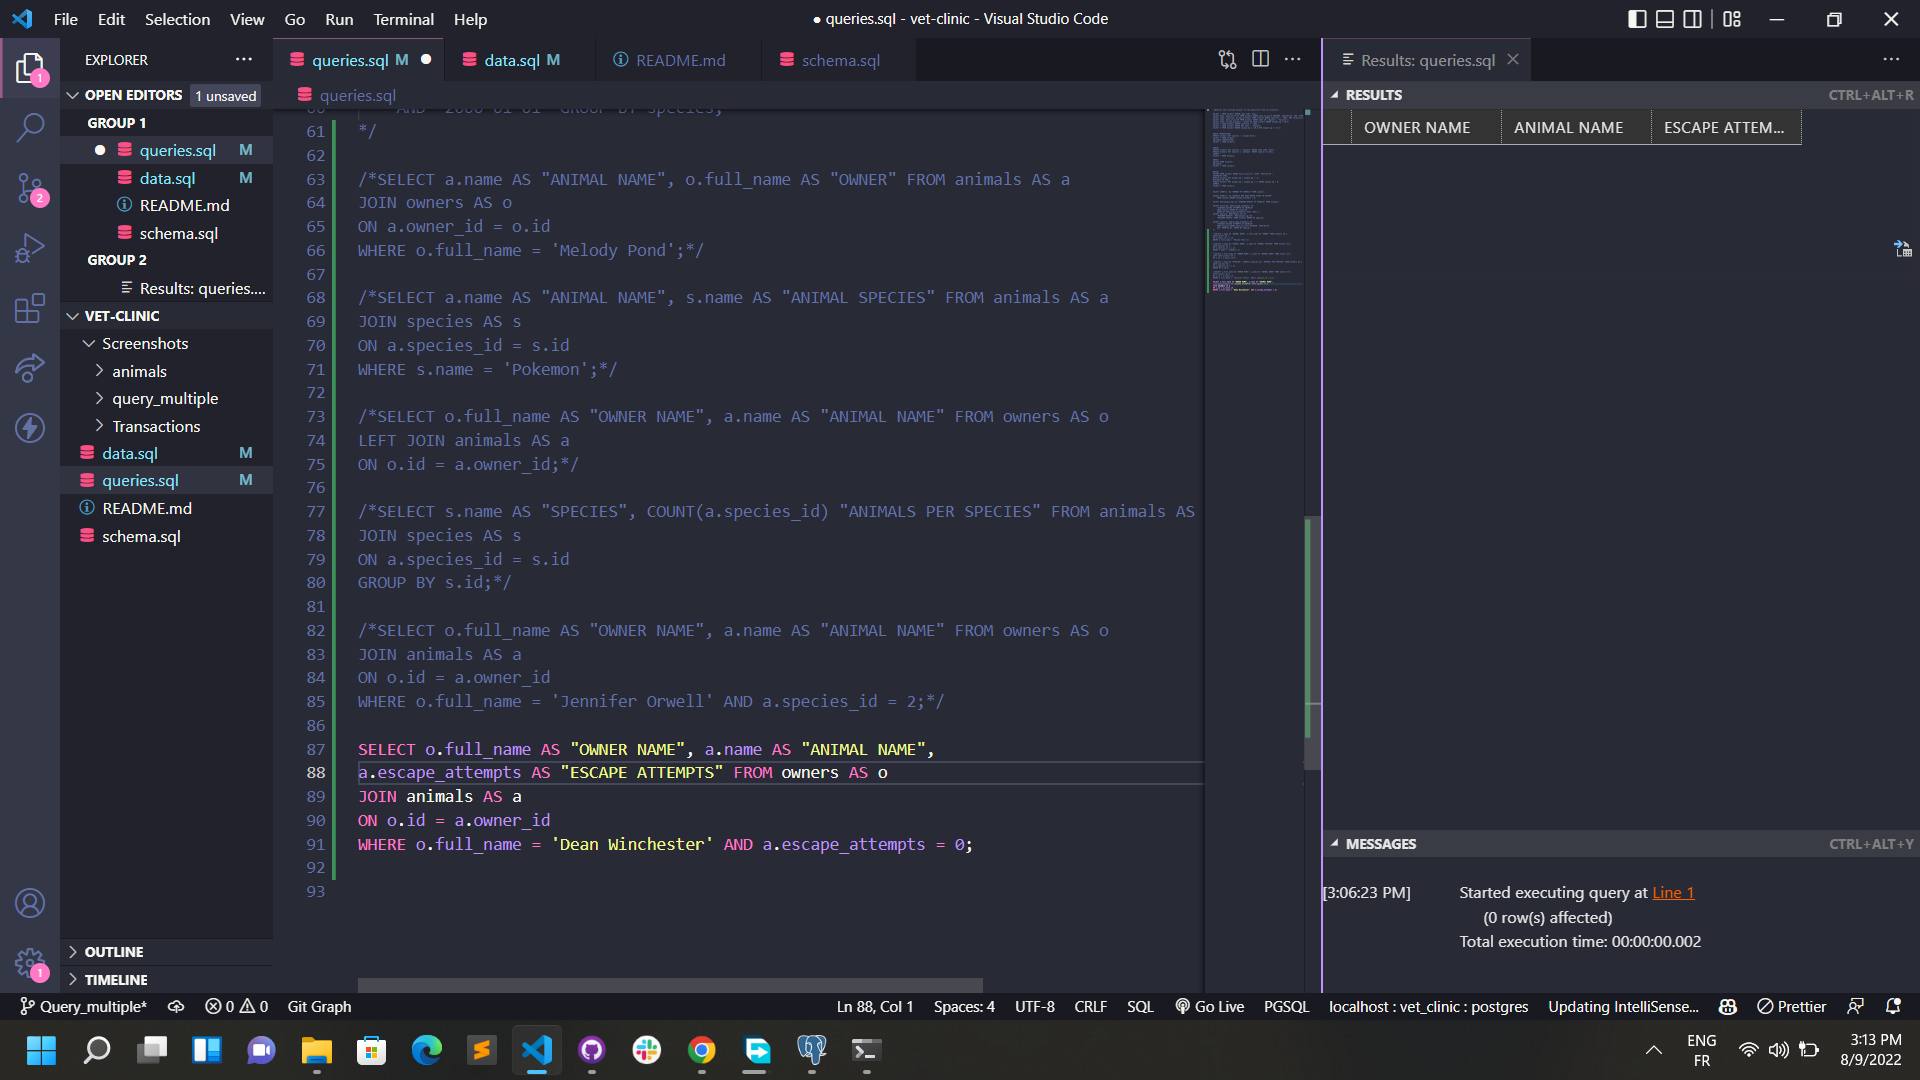 File Edit Selection View Go Run Terminal Help
● queries.sql - vet-clinic - Visual Studio Code
EXPLORER
OPEN EDITORS 1 unsaved
GROUP 1
queries.sql M
data.sql M
README.md
schema.sql
GROUP 2
Results: queries....
VET-CLINIC
Screenshots
animals
query_multiple
Transactions
data.sql M
queries.sql M
README.md
schema.sql
OUTLINE
TIMELINE
1
2
1
queries.sql M
data.sql M
README.md
schema.sql
queries.sql
61 */
62
63 /*SELECT a.name AS "ANIMAL NAME", o.full_name AS "OWNER" FROM animals AS a
64 JOIN owners AS o
65 ON a.owner_id = o.id
66 WHERE o.full_name = 'Melody Pond';*/
67
68 /*SELECT a.name AS "ANIMAL NAME", s.name AS "ANIMAL SPECIES" FROM animals AS a
69 JOIN species AS s
70 ON a.species_id = s.id
71 WHERE s.name = 'Pokemon';*/
72
73 /*SELECT o.full_name AS "OWNER NAME", a.name AS "ANIMAL NAME" FROM owners AS o
74 LEFT JOIN animals AS a
75 ON o.id = a.owner_id;*/
76
77 /*SELECT s.name AS "SPECIES", COUNT(a.species_id) "ANIMALS PER SPECIES" FROM animals AS
78 JOIN species AS s
79 ON a.species_id = s.id
80 GROUP BY s.id;*/
81
82 /*SELECT o.full_name AS "OWNER NAME", a.name AS "ANIMAL NAME" FROM owners AS o
83 JOIN animals AS a
84 ON o.id = a.owner_id
85 WHERE o.full_name = 'Jennifer Orwell' AND a.species_id = 2;*/
86
87 SELECT o.full_name AS "OWNER NAME", a.name AS "ANIMAL NAME",
88 a.escape_attempts AS "ESCAPE ATTEMPTS" FROM owners AS o
89 JOIN animals AS a
90 ON o.id = a.owner_id
91 WHERE o.full_name = 'Dean Winchester' AND a.escape_attempts = 0;
92
93
Results: queries.sql
RESULTS CTRL+ALT+R
OWNER NAME ANIMAL NAME ESCAPE ATTEM...
MESSAGES CTRL+ALT+Y
[3:06:23 PM] Started executing query at Line 1
(0 row(s) affected)
Total execution time: 00:00:00.002
Query_multiple* 0 0 Git Graph Ln 88, Col 1 Spaces: 4 UTF-8 CRLF SQL Go Live PGSQL localhost : vet_clinic : postgres Updating IntelliSense... Prettier
ENG
FR
3:13 PM
8/9/2022